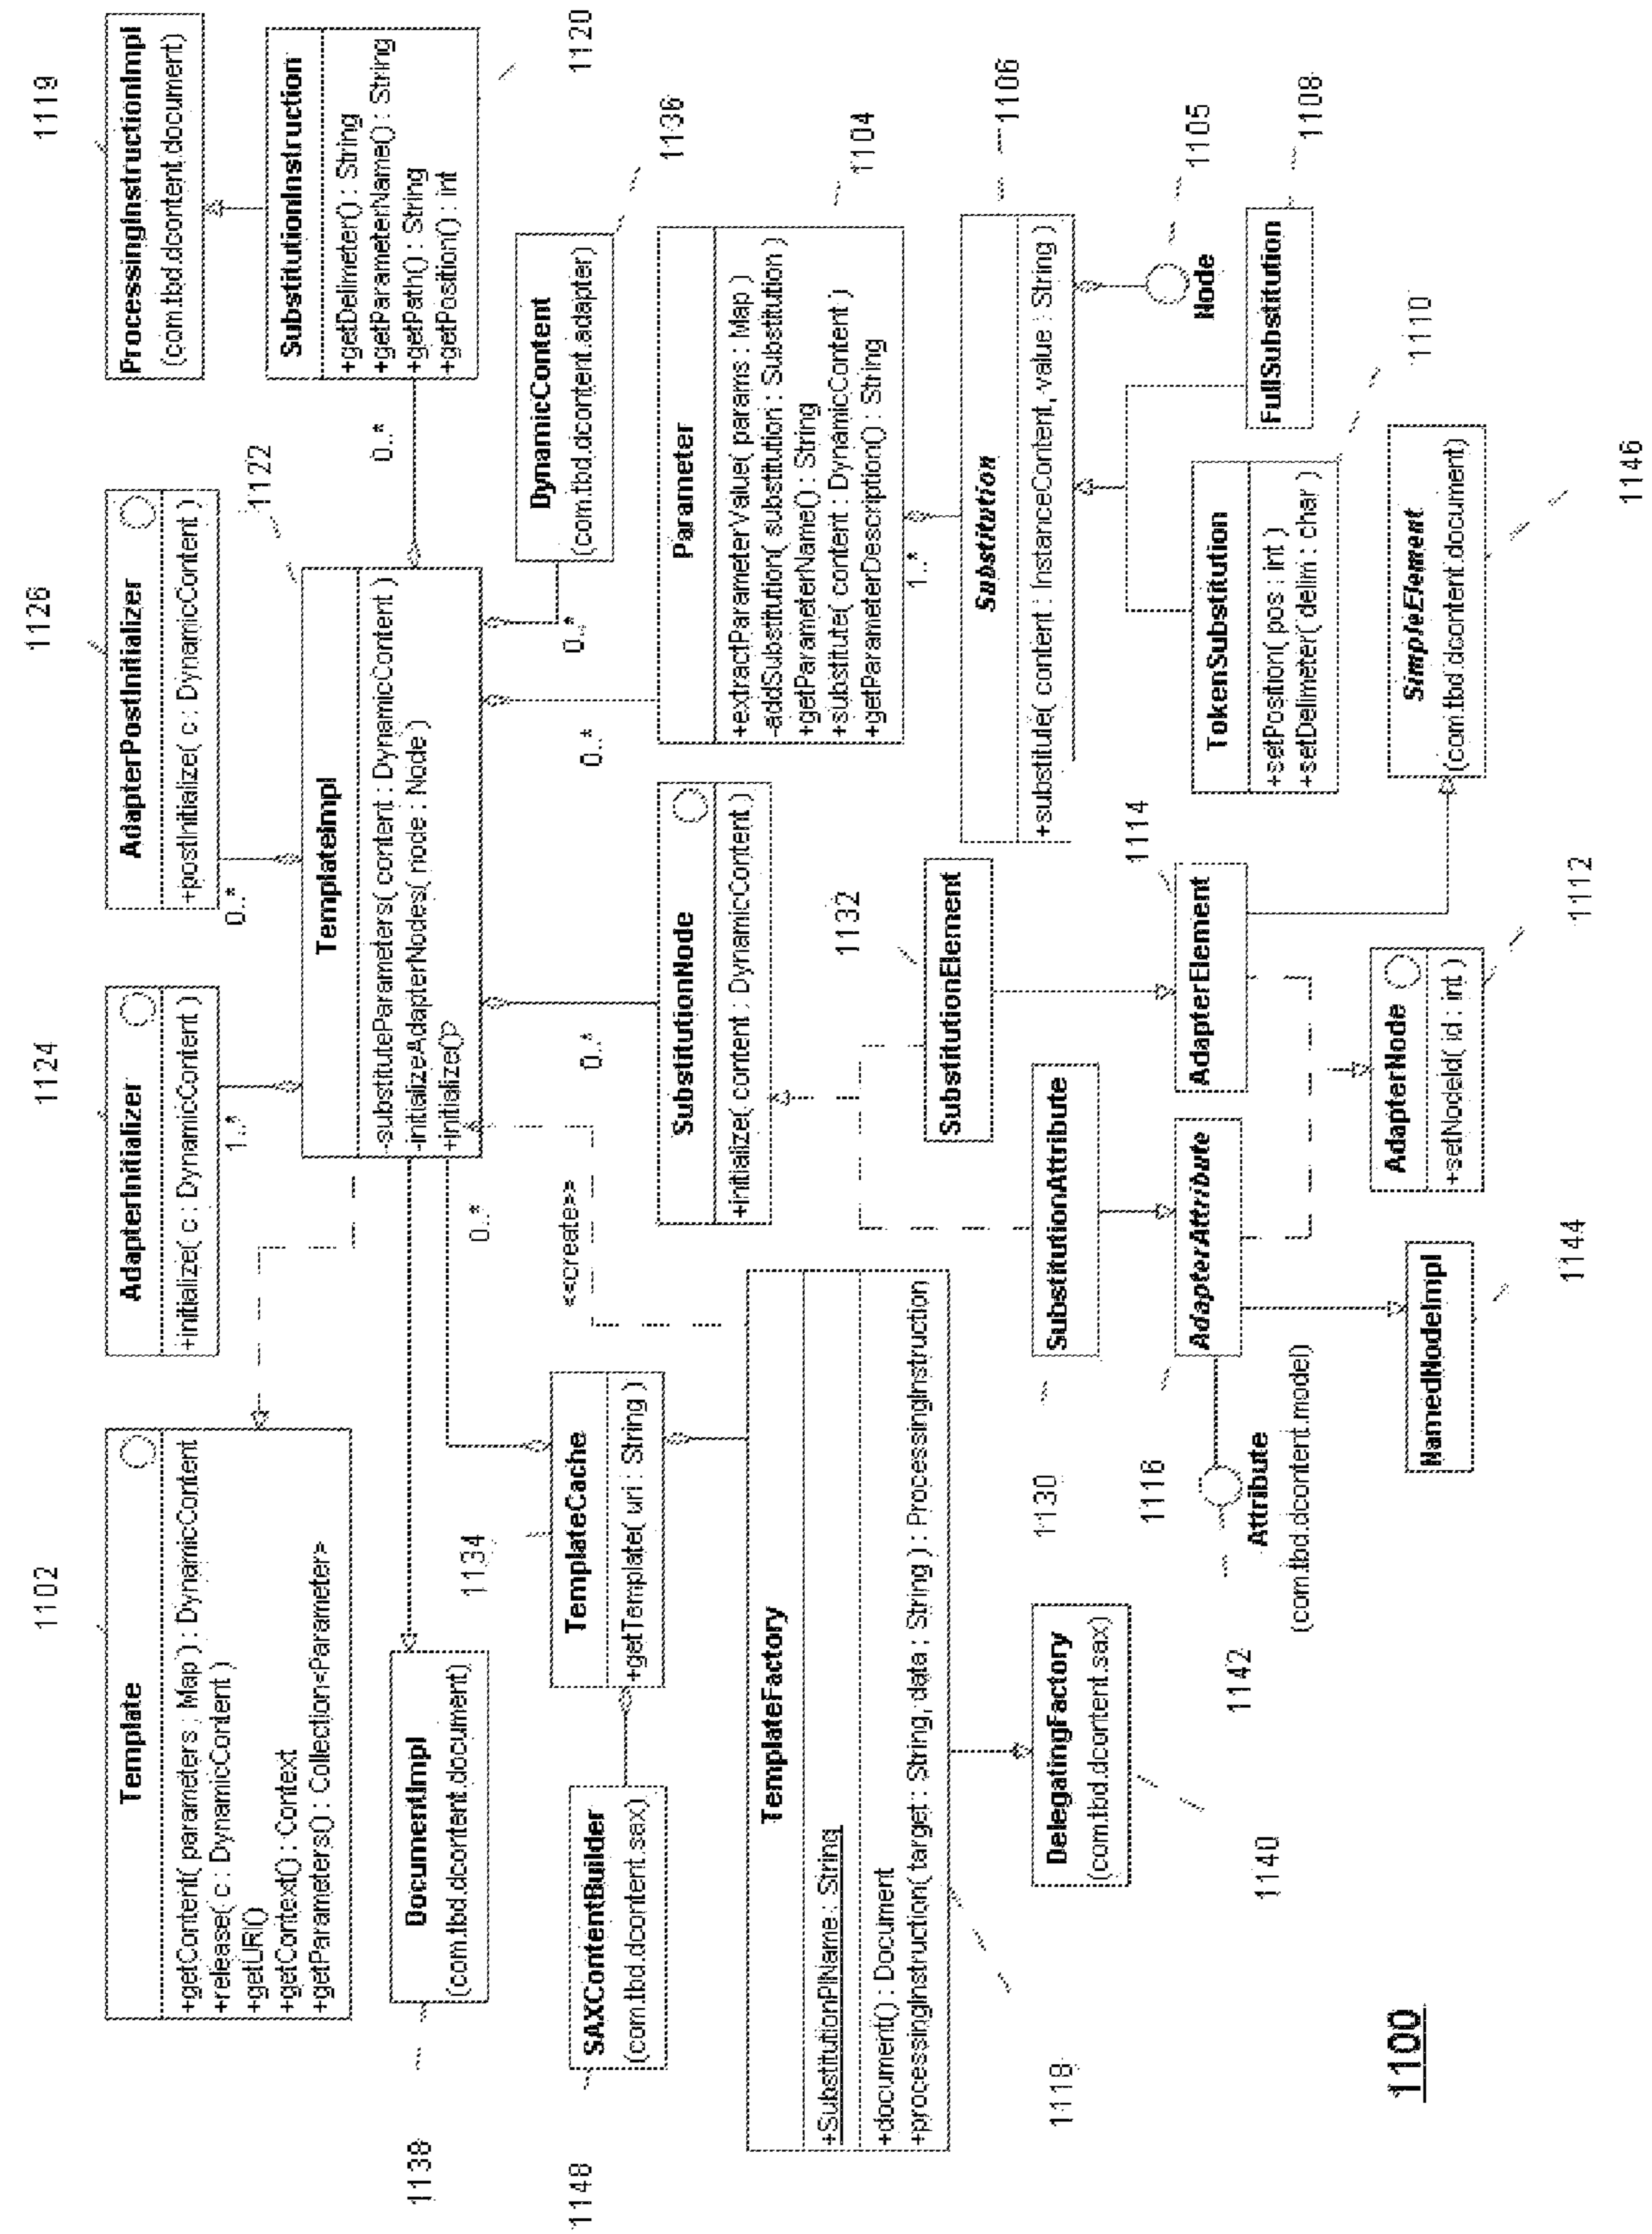 1102
Template
+getContent( parameters : Map ) : DynamicContent
+release( c : DynamicContent )
+getURI()
+getContext() : Context
+getParameters() : Collection<Parameter>
1124
AdapterInitializer
+initialize( c : DynamicContent )
1..*
1126
AdapterPostInitializer
+postInitialize( c : DynamicContent )
0..*
1119
ProcessingInstructionImpl
(com.tbd.dcontent.document)
1138
DocumentImpl
(com.tbd.dcontent.document)
1122
TemplateImpl
-substituteParameters( content : DynamicContent )
-initializeAdapterNodes( node : Node )
+initialize()
0..*
SubstitutionInstruction
+getDelimeter() : String
+getParameterName() : String
+getPath() : String
+getPosition() : int
1120
1148
SAXContentBuilder
(com.tbd.dcontent.sax)
1134
TemplateCache
+getTemplate( uri : String )
0..*
<<create>>
0..*
0..*
0..*
DynamicContent
(com.tbd.dcontent.adapter)
1136
TemplateFactory
+SubstitutionPIName : String
+document() : Document
+processingInstruction( target : String, data : String ) : ProcessingInstruction
1118
SubstitutionNode
+initialize( content : DynamicContent )
Parameter
+extractParameterValue( params : Map )
-addSubstitution( substitution : Substitution )
+getParameterName() : String
+substitute( content : DynamicContent )
+getParameterDescription() : String
1104
1..*
1132
SubstitutionElement
Substitution
+substitute( content : InstanceContent, value : String )
1106
DelegatingFactory
(com.tbd.dcontent.sax)
1140
1130
SubstitutionAttribute
Node
1105
1116
AdapterAttribute
1114
AdapterElement
TokenSubstitution
+setPosition( pos : int )
+setDelimeter( delim : char )
1110
FullSubstitution
1108
1142
Attribute
(com.tbd.dcontent.model)
AdapterNode
+setNodeId( id : int )
1112
SimpleElement
(com.tbd.dcontent.document)
1146
NamedNodeImpl
1144
1100